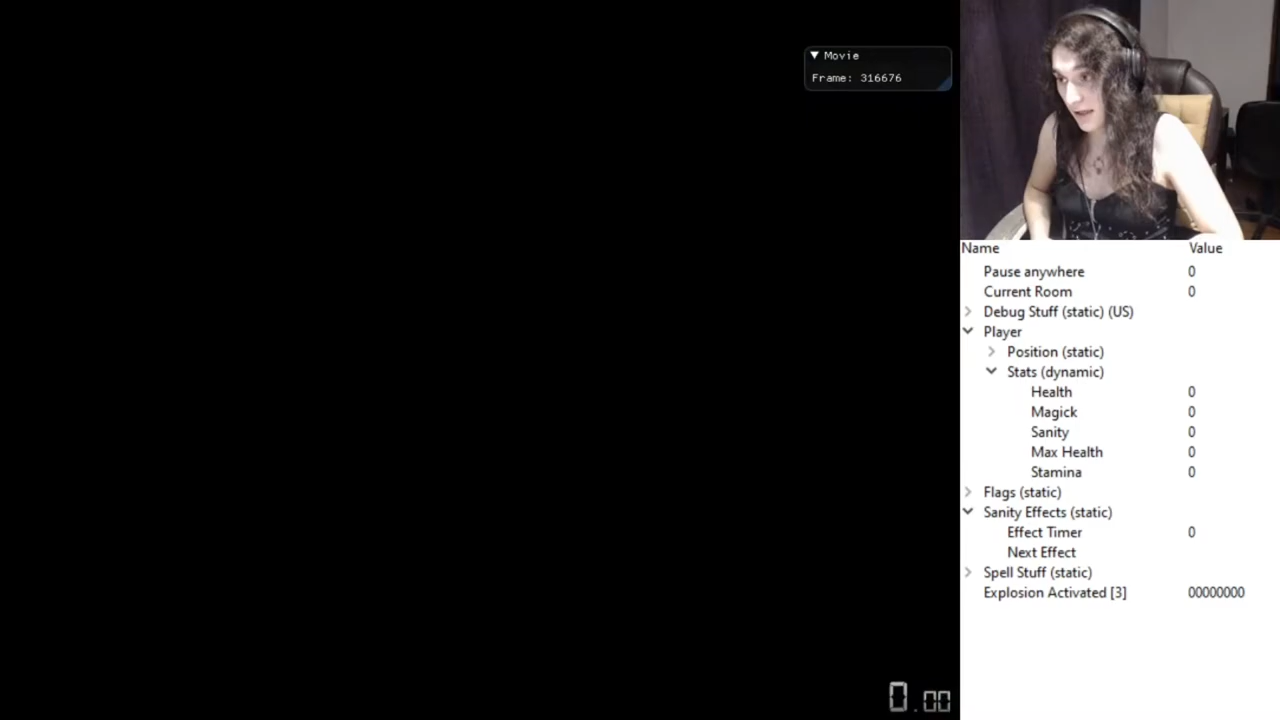 ▼ Movie
Frame: 316676
Name Value
Pause anywhere 0
Current Room 0
Debug Stuff (static) (US)
Player
Position (static)
Stats (dynamic)
Health 0
Magick 0
Sanity 0
Max Health 0
Stamina 0
Flags (static)
Sanity Effects (static)
Effect Timer 0
Next Effect
Spell Stuff (static)
Explosion Activated [3] 00000000
0.00